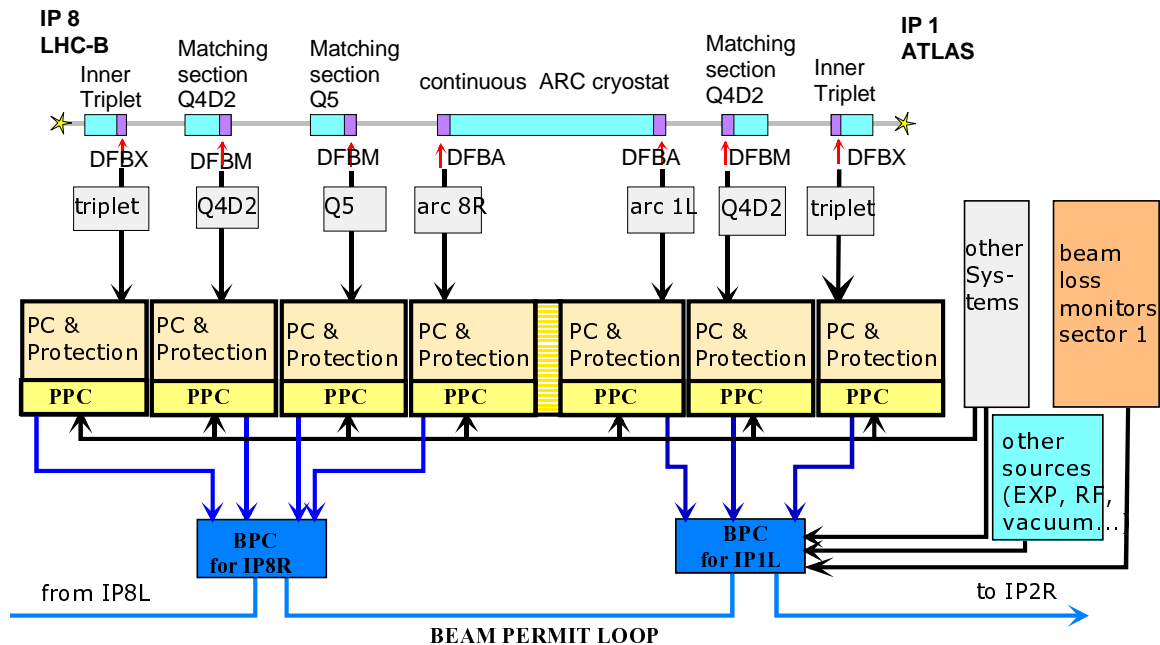 IP 8
LHC-B
IP 1
ATLAS
Inner
Triplet
Matching
section
Q4D2
Matching
section
Q5
continuous ARC cryostat
Matching
section
Q4D2
Inner
Triplet
DFBX
DFBM
DFBM
DFBA
DFBA
DFBM
DFBX
triplet
Q4D2
Q5
arc 8R
arc 1L
Q4D2
triplet
other
Sys-
tems
beam
loss
monitors
sector 1
PC &
Protection
PC &
Protection
PC &
Protection
PC &
Protection
PC &
Protection
PC &
Protection
PC &
Protection
PPC
PPC
PPC
PPC
PPC
PPC
PPC
other
sources
(EXP, RF,
vacuum...)
BPC
for IP8R
BPC
for IP1L
from IP8L
to IP2R
BEAM PERMIT LOOP